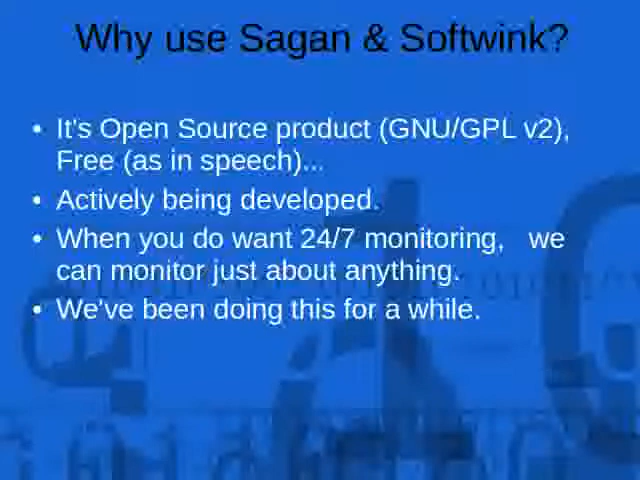 Why use Sagan & Softwink?
• It's Open Source product (GNU/GPL v2),
Free (as in speech)...
• Actively being developed.
• When you do want 24/7 monitoring,   we
can monitor just about anything.
• We've been doing this for a while.